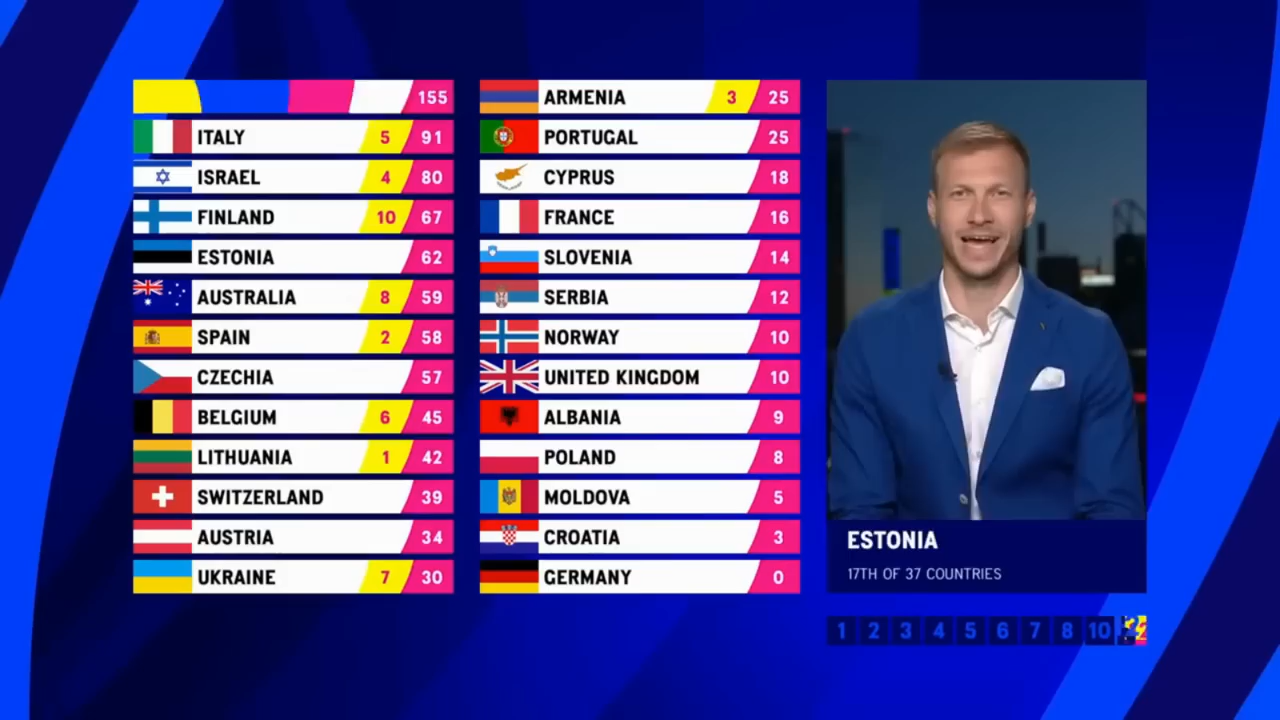 155
ITALY 5 91
ISRAEL 4 80
FINLAND 10 67
ESTONIA 62
AUSTRALIA 8 59
SPAIN 2 58
CZECHIA 57
BELGIUM 6 45
LITHUANIA 1 42
SWITZERLAND 39
AUSTRIA 34
UKRAINE 7 30
ARMENIA 3 25
PORTUGAL 25
CYPRUS 18
FRANCE 16
SLOVENIA 14
SERBIA 12
NORWAY 10
UNITED KINGDOM 10
ALBANIA 9
POLAND 8
MOLDOVA 5
CROATIA 3
GERMANY 0
ESTONIA
17TH OF 37 COUNTRIES
1 2 3 4 5 6 7 8 10